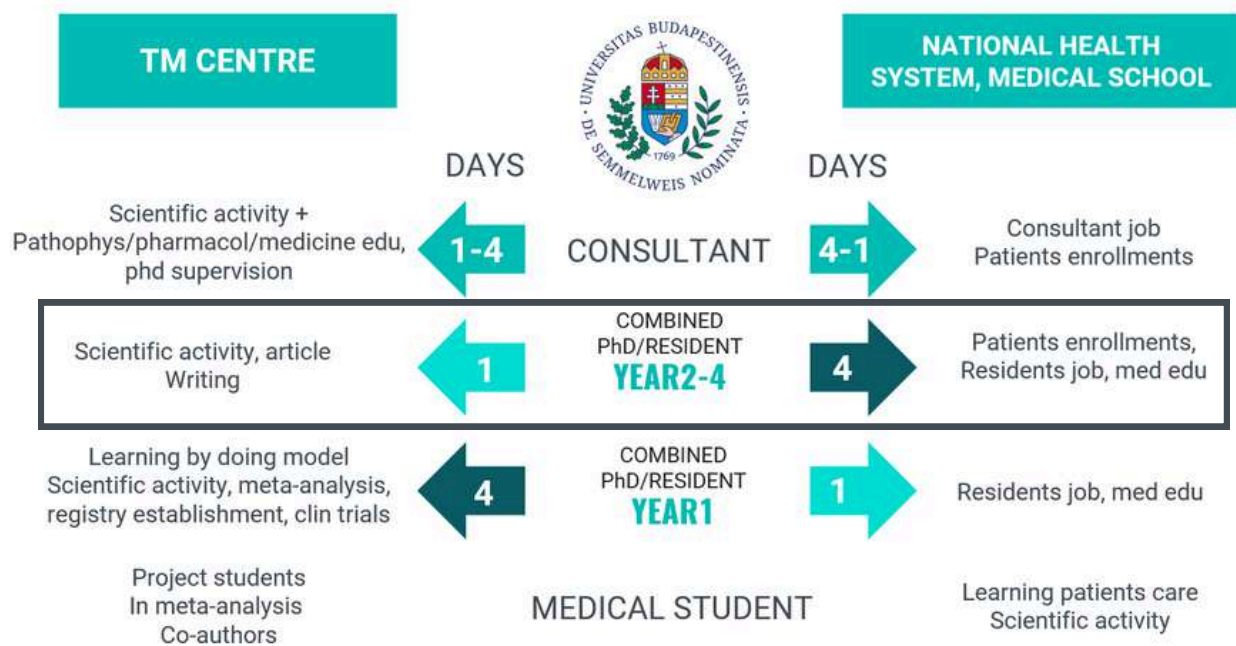 TM CENTRE
UNIVERSITAS BUDAPESTINENSIS
DE SEMMELWEIS NOMINATA
1769
NATIONAL HEALTH
SYSTEM, MEDICAL SCHOOL
DAYS
DAYS
Scientific activity +
Pathophys/pharmacol/medicine edu,
phd supervision
1-4
CONSULTANT
4-1
Consultant job
Patients enrollments
Scientific activity, article
Writing
1
COMBINED
PhD/RESIDENT
YEAR2-4
4
Patients enrollments,
Residents job, med edu
Learning by doing model
Scientific activity, meta-analysis,
registry establishment, clin trials
4
COMBINED
PhD/RESIDENT
YEAR1
1
Residents job, med edu
Project students
In meta-analysis
Co-authors
MEDICAL STUDENT
Learning patients care
Scientific activity